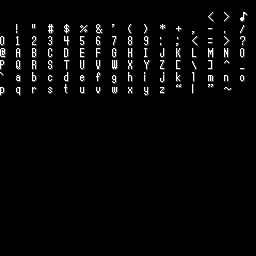 < > ♪
! " # $ % & ' ( ) * + , - . /
0 1 2 3 4 5 6 7 8 9 : ; < = > ?
@ A B C D E F G H I J K L M N O
P Q R S T U V W X Y Z [ \ ] ^ _
` a b c d e f g h i j k l m n o
p q r s t u v w x y z “ | ” ~